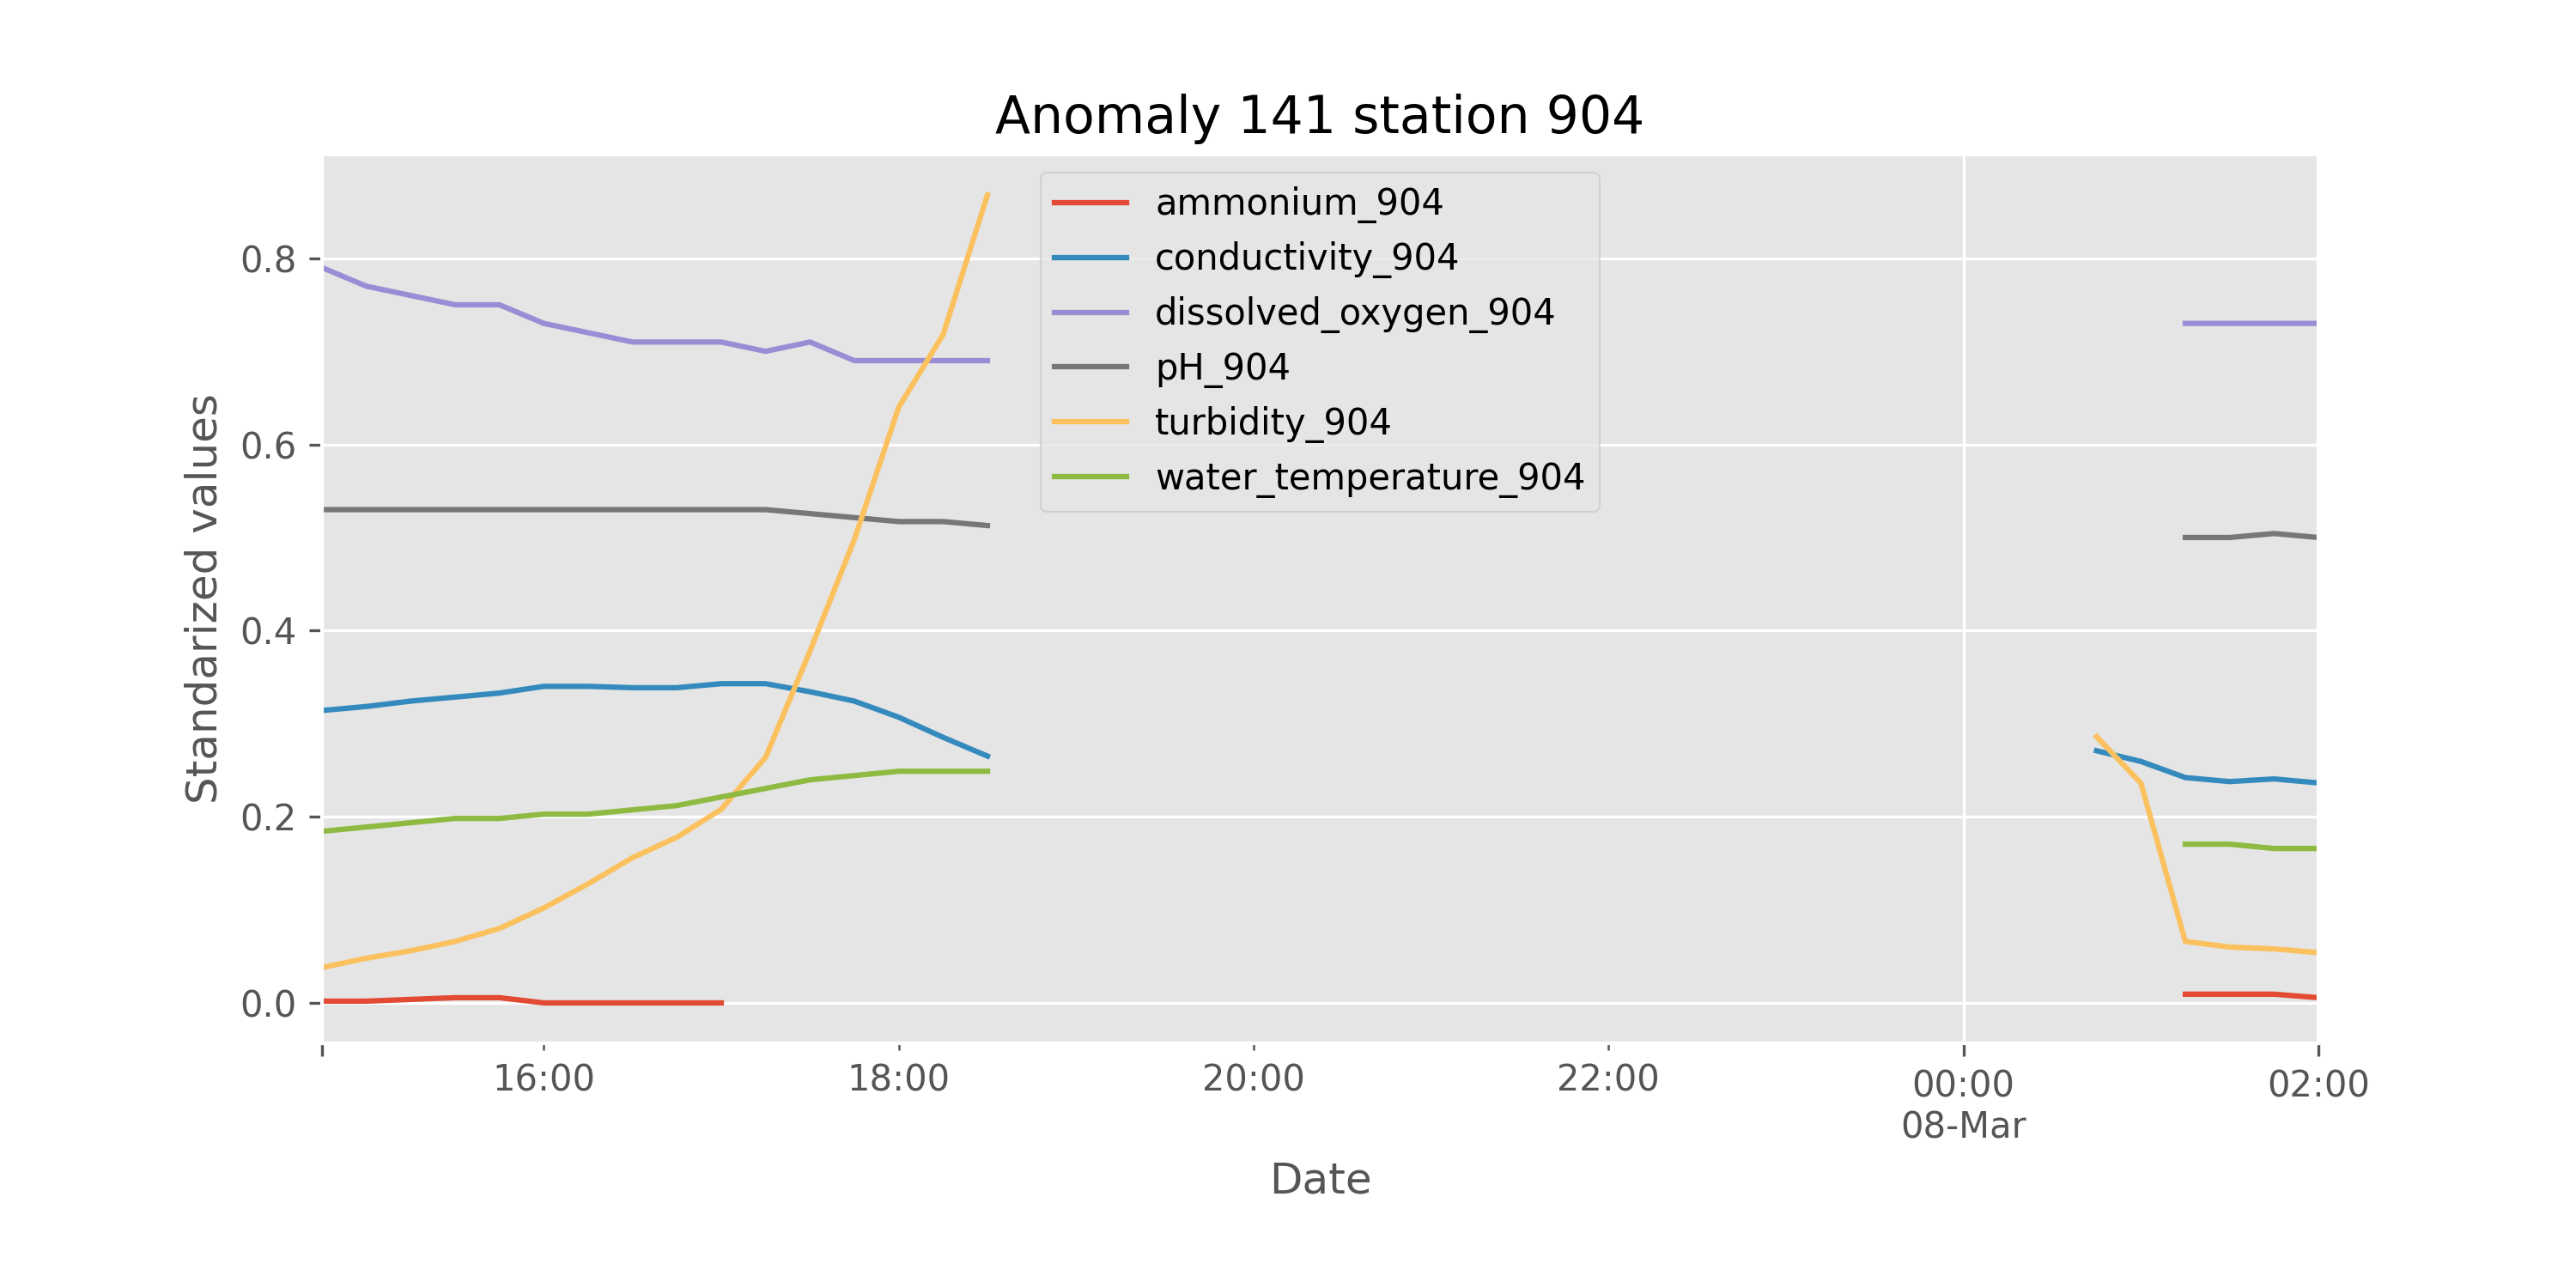 Anomaly 141 station 904
ammonium_904
conductivity_904
dissolved_oxygen_904
pH_904
turbidity_904
water_temperature_904
Standarized values
0.8
0.6
0.4
0.2
0.0
16:00
18:00
20:00
22:00
00:00
08-Mar
02:00
Date